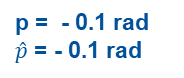 p = - 0.1 rad
p̂ = - 0.1 rad